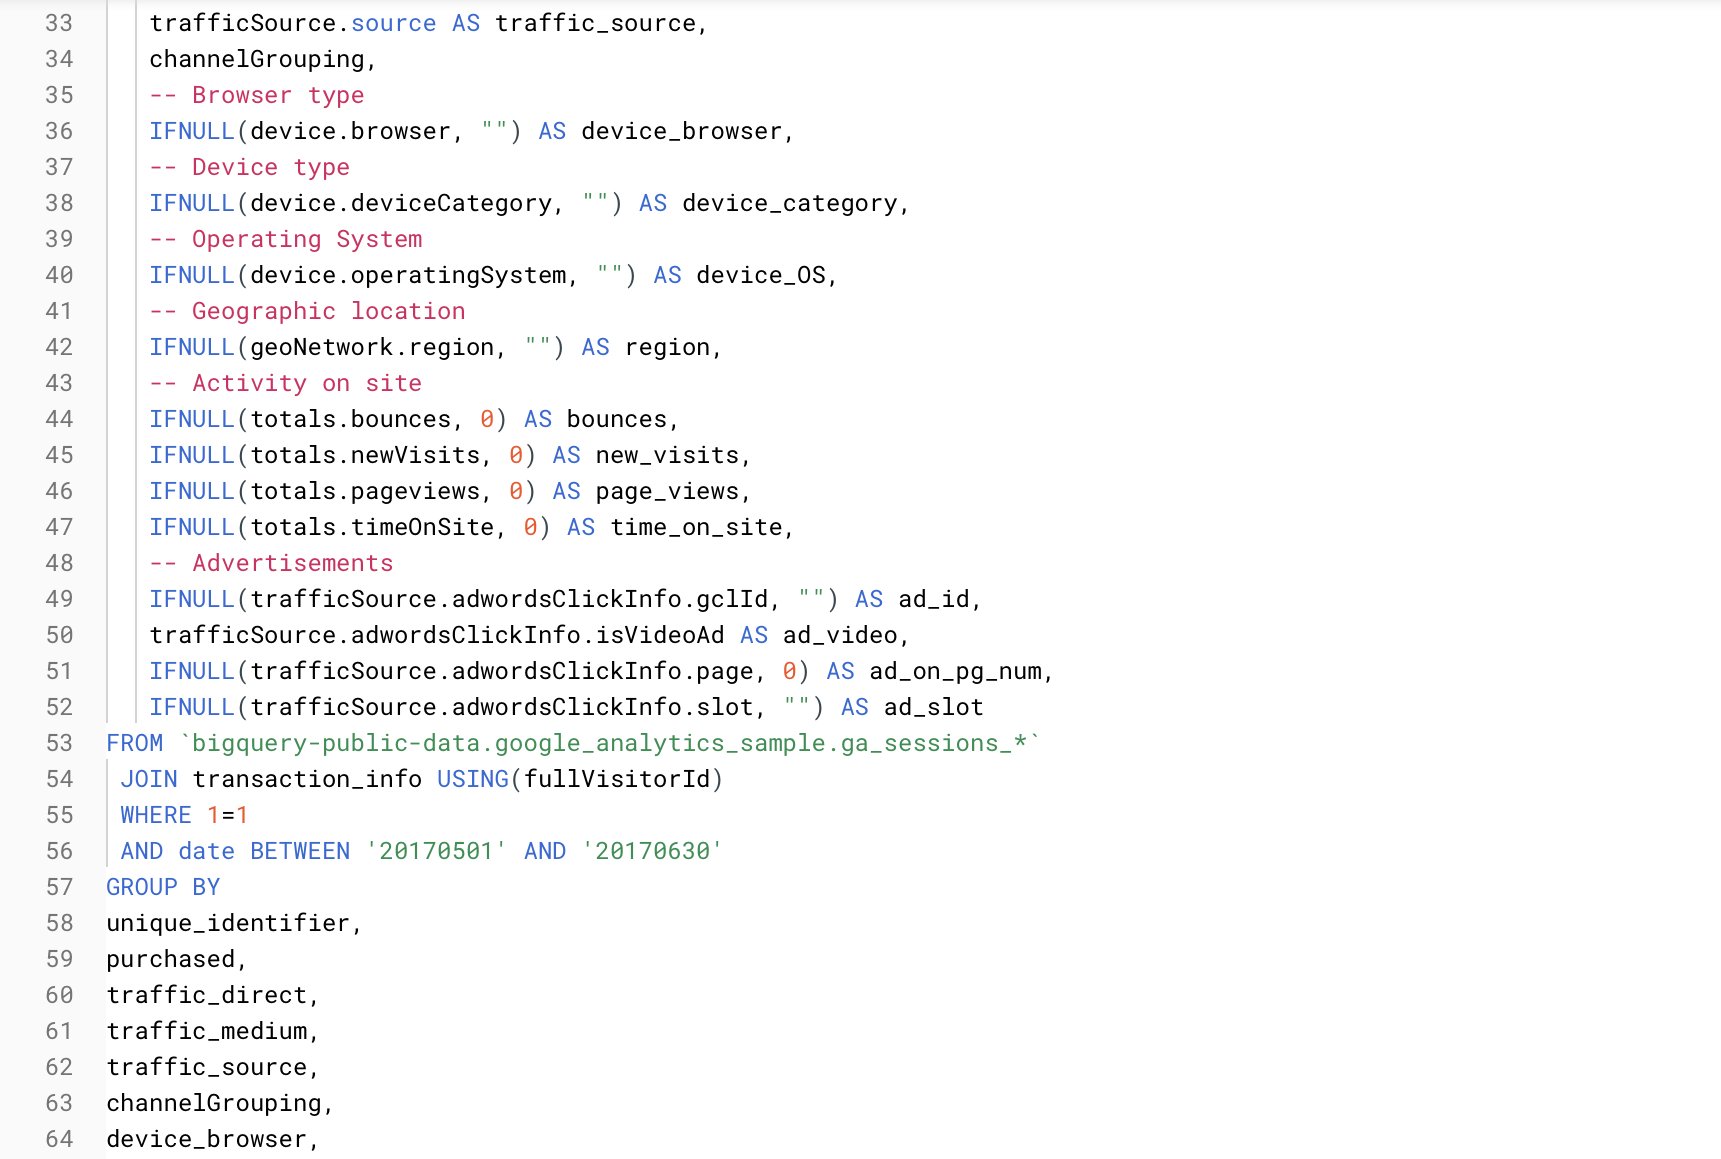 33 trafficSource.source AS traffic_source,
34 channelGrouping,
35 -- Browser type
36 IFNULL(device.browser, "") AS device_browser,
37 -- Device type
38 IFNULL(device.deviceCategory, "") AS device_category,
39 -- Operating System
40 IFNULL(device.operatingSystem, "") AS device_OS,
41 -- Geographic location
42 IFNULL(geoNetwork.region, "") AS region,
43 -- Activity on site
44 IFNULL(totals.bounces, 0) AS bounces,
45 IFNULL(totals.newVisits, 0) AS new_visits,
46 IFNULL(totals.pageviews, 0) AS page_views,
47 IFNULL(totals.timeOnSite, 0) AS time_on_site,
48 -- Advertisements
49 IFNULL(trafficSource.adwordsClickInfo.gclId, "") AS ad_id,
50 trafficSource.adwordsClickInfo.isVideoAd AS ad_video,
51 IFNULL(trafficSource.adwordsClickInfo.page, 0) AS ad_on_pg_num,
52 IFNULL(trafficSource.adwordsClickInfo.slot, "") AS ad_slot
53 FROM `bigquery-public-data.google_analytics_sample.ga_sessions_*`
54 JOIN transaction_info USING(fullVisitorId)
55 WHERE 1=1
56 AND date BETWEEN '20170501' AND '20170630'
57 GROUP BY
58 unique_identifier,
59 purchased,
60 traffic_direct,
61 traffic_medium,
62 traffic_source,
63 channelGrouping,
64 device_browser,